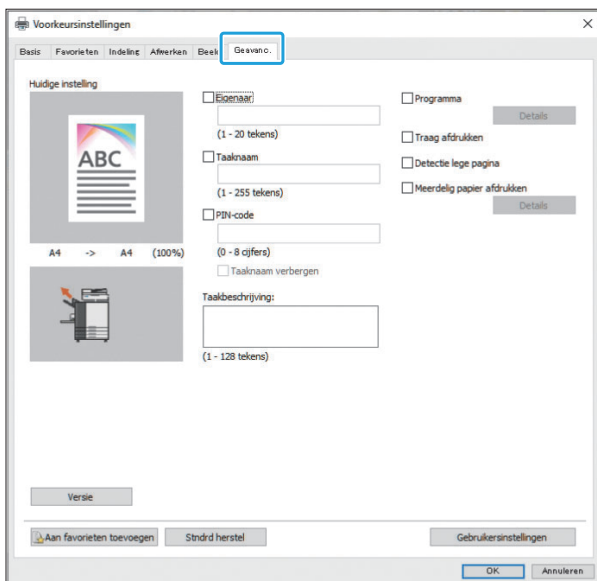 Voorkeursinstellingen
Basis Favorieten Indeling Afwerken Beeld Geavanc.
Huidige instelling
ABC
A4 -> A4 (100%)
Eigenaar
(1 - 20 tekens)
Taaknaam
(1 - 255 tekens)
PIN-code
(0 - 8 cijfers)
Taaknaam verbergen
Taakbeschrijving:
(1 - 128 tekens)
Programma
Details
Traag afdrukken
Detectie lege pagina
Meerdelig papier afdrukken
Details
Versie
Aan favorieten toevoegen Stndrd herstel Gebruikersinstellingen
OK Annuleren